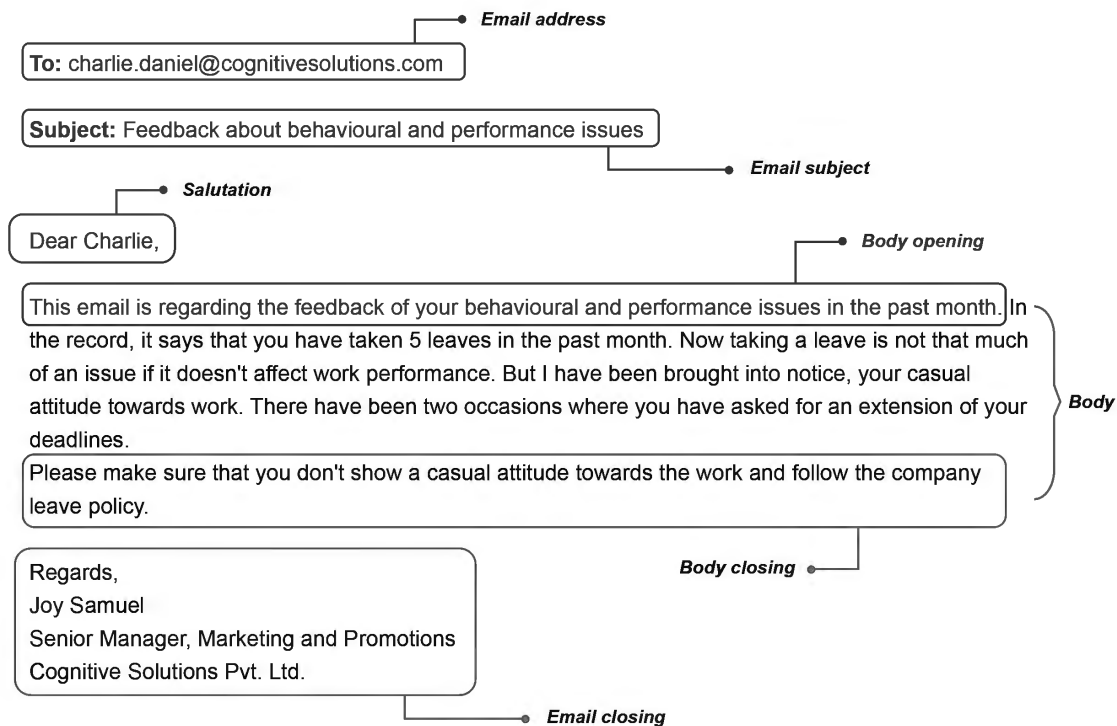 Email address
To: charlie.daniel@cognitivesolutions.com
Subject: Feedback about behavioural and performance issues
Email subject
Salutation
Dear Charlie,
Body opening
This email is regarding the feedback of your behavioural and performance issues in the past month. In
the record, it says that you have taken 5 leaves in the past month. Now taking a leave is not that much
of an issue if it doesn't affect work performance. But I have been brought into notice, your casual
attitude towards work. There have been two occasions where you have asked for an extension of your
deadlines.
Body
Please make sure that you don't show a casual attitude towards the work and follow the company
leave policy.
Body closing
Regards,
Joy Samuel
Senior Manager, Marketing and Promotions
Cognitive Solutions Pvt. Ltd.
Email closing